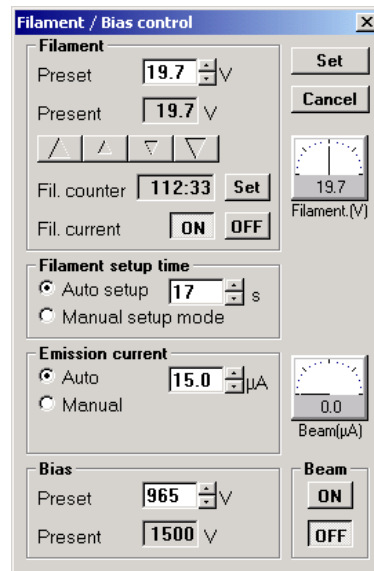 Filament / Bias control
Filament
Preset 19.7 V
Set
Present 19.7 V
Cancel
Fil. counter 112:33 Set
19.7
Filament.(V)
Fil. current ON OFF
Filament setup time
Auto setup 17 s
Manual setup mode
Emission current
Auto 15.0 µA
Manual
0.0
Beam(µA)
Bias
Beam
Preset 965 V
ON
Present 1500 V
OFF